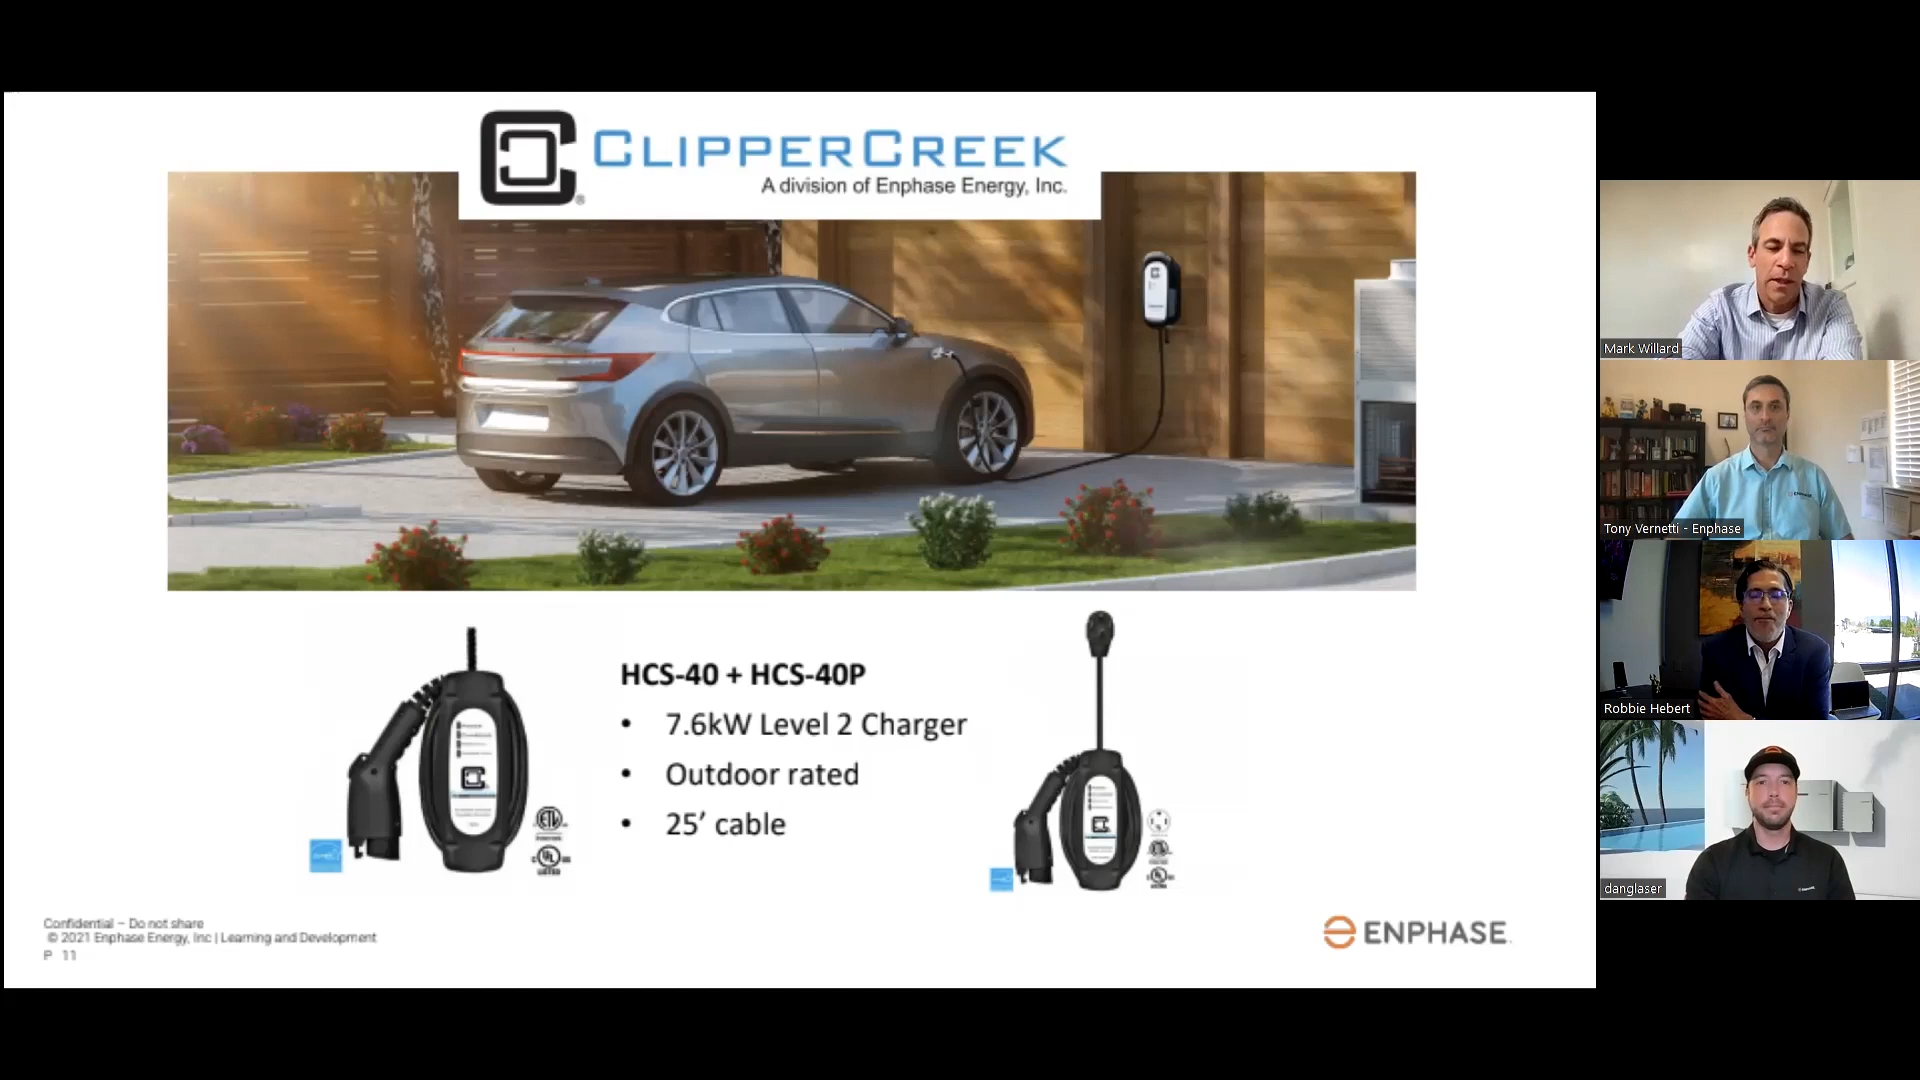 CLIPPERCREEK
A division of Enphase Energy, Inc.
HCS-40 + HCS-40P
• 7.6kW Level 2 Charger
• Outdoor rated
• 25’ cable
Confidential – Do not share
© 2021 Enphase Energy, Inc | Learning and Development
P 11
ENPHASE
Mark Willard
Tony Vernetti - Enphase
Robbie Hebert
danglaser